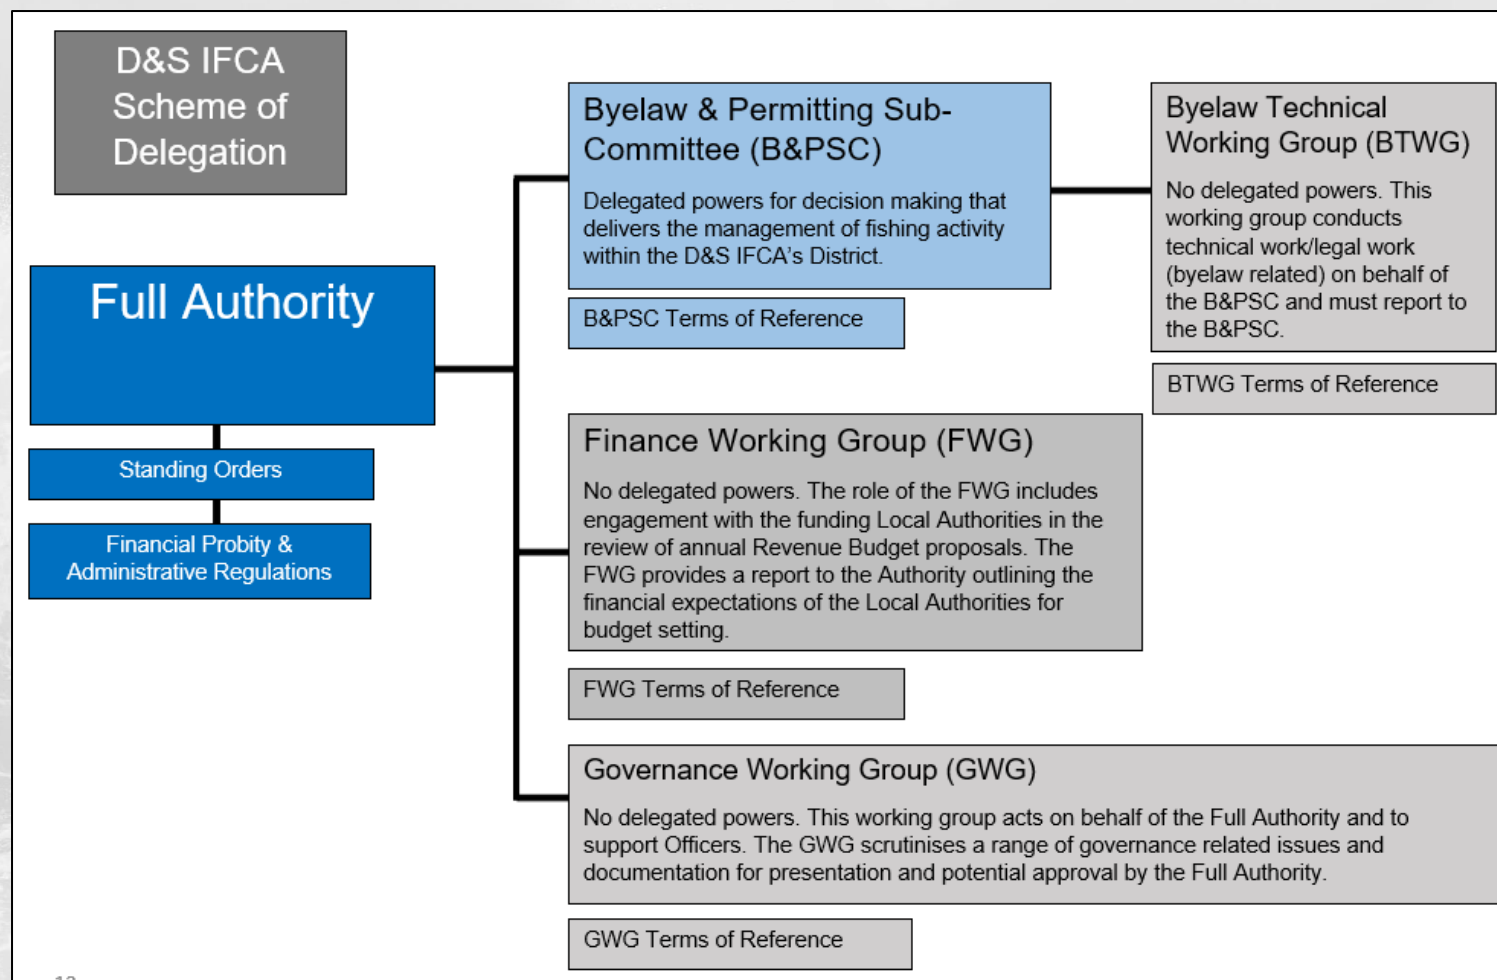 D&S IFCA
Scheme of
Delegation
Full Authority
Standing Orders
Financial Probity &
Administrative Regulations
Byelaw & Permitting Sub-
Committee (B&PSC)
Delegated powers for decision making that
delivers the management of fishing activity
within the D&S IFCA's District.
B&PSC Terms of Reference
Byelaw Technical
Working Group (BTWG)
No delegated powers. This
working group conducts
technical work/legal work
(byelaw related) on behalf of
the B&PSC and must report to
the B&PSC.
BTWG Terms of Reference
Finance Working Group (FWG)
No delegated powers. The role of the FWG includes
engagement with the funding Local Authorities in the
review of annual Revenue Budget proposals. The
FWG provides a report to the Authority outlining the
financial expectations of the Local Authorities for
budget setting.
FWG Terms of Reference
Governance Working Group (GWG)
No delegated powers. This working group acts on behalf of the Full Authority and to
support Officers. The GWG scrutinises a range of governance related issues and
documentation for presentation and potential approval by the Full Authority.
GWG Terms of Reference